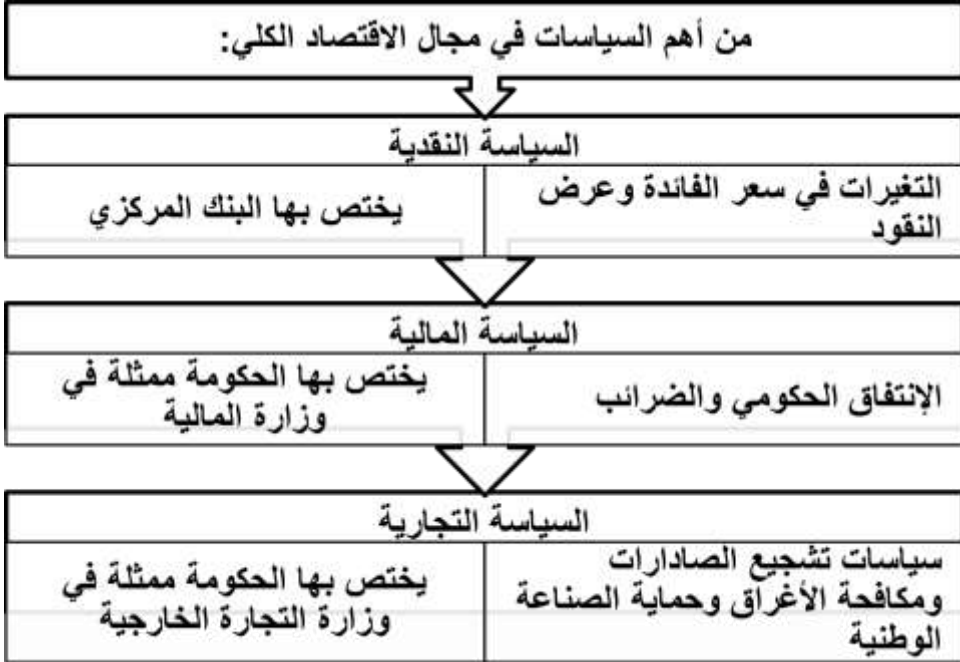 من أهم السياسات في مجال الاقتصاد الكلي:
السياسة النقدية
التغيرات في سعر الفائدة وعرض
النقود
يختص بها البنك المركزي
السياسة المالية
الإنتفاق الحكومي والضرائب
يختص بها الحكومة ممثلة في
وزارة المالية
السياسة التجارية
سياسات تشجيع الصادارات
ومكافحة الأغراق وحماية الصناعة
الوطنية
يختص بها الحكومة ممثلة في
وزارة التجارة الخارجية